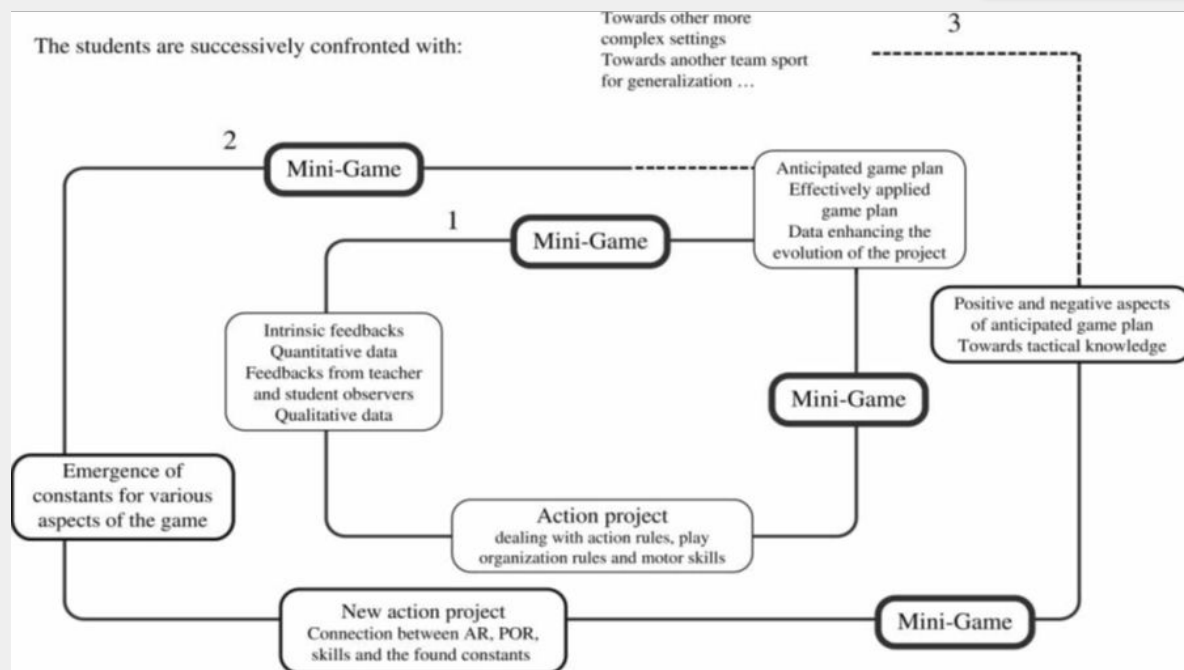 Towards other more
complex settings
Towards another team sport
for generalization ...
3
The students are successively confronted with:
2
Mini-Game
Anticipated game plan
Effectively applied
game plan
Data enhancing the
evolution of the project
1
Mini-Game
Intrinsic feedbacks
Quantitative data
Feedbacks from teacher
and student observers
Qualitative data
Positive and negative aspects
of anticipated game plan
Towards tactical knowledge
Mini-Game
Emergence of
constants for various
aspects of the game
Action project
dealing with action rules, play
organization rules and motor skills
New action project
Connection between AR, POR,
skills and the found constants
Mini-Game